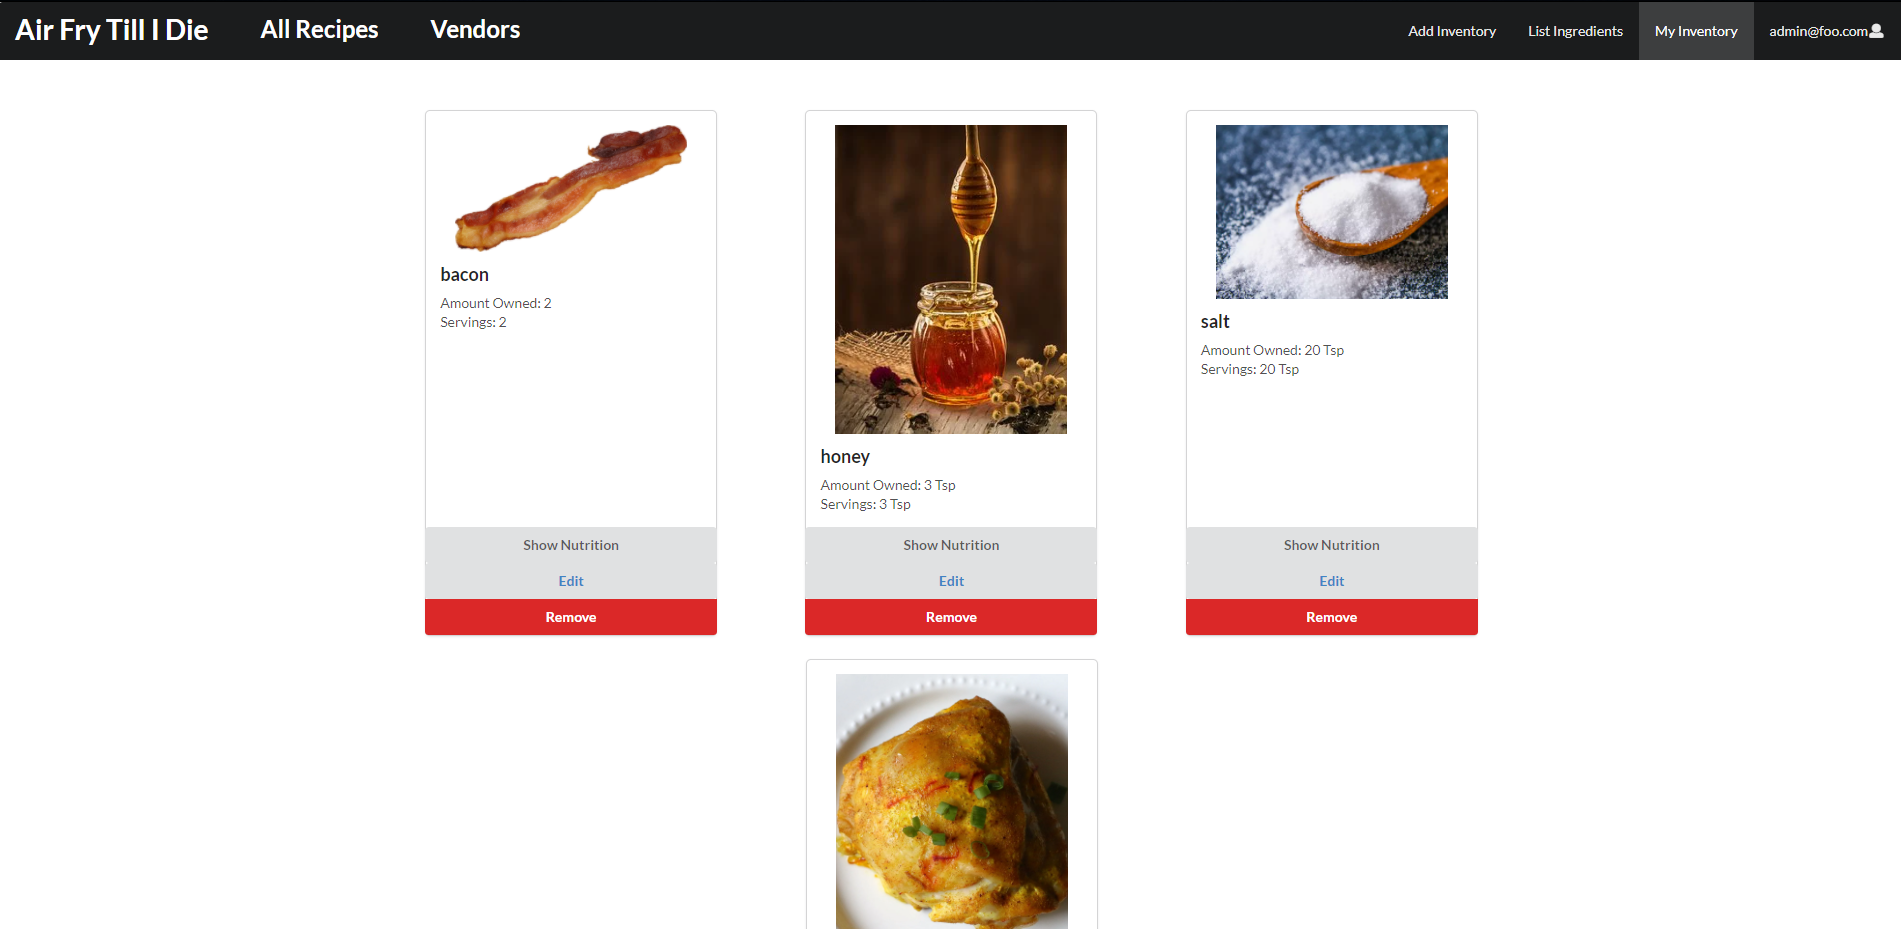 Air Fry Till I Die
All Recipes
Vendors
Add Inventory
List Ingredients
My Inventory
admin@foo.com
bacon
Amount Owned: 2
Servings: 2
Show Nutrition
Edit
Remove
honey
Amount Owned: 3 Tsp
Servings: 3 Tsp
Show Nutrition
Edit
Remove
salt
Amount Owned: 20 Tsp
Servings: 20 Tsp
Show Nutrition
Edit
Remove